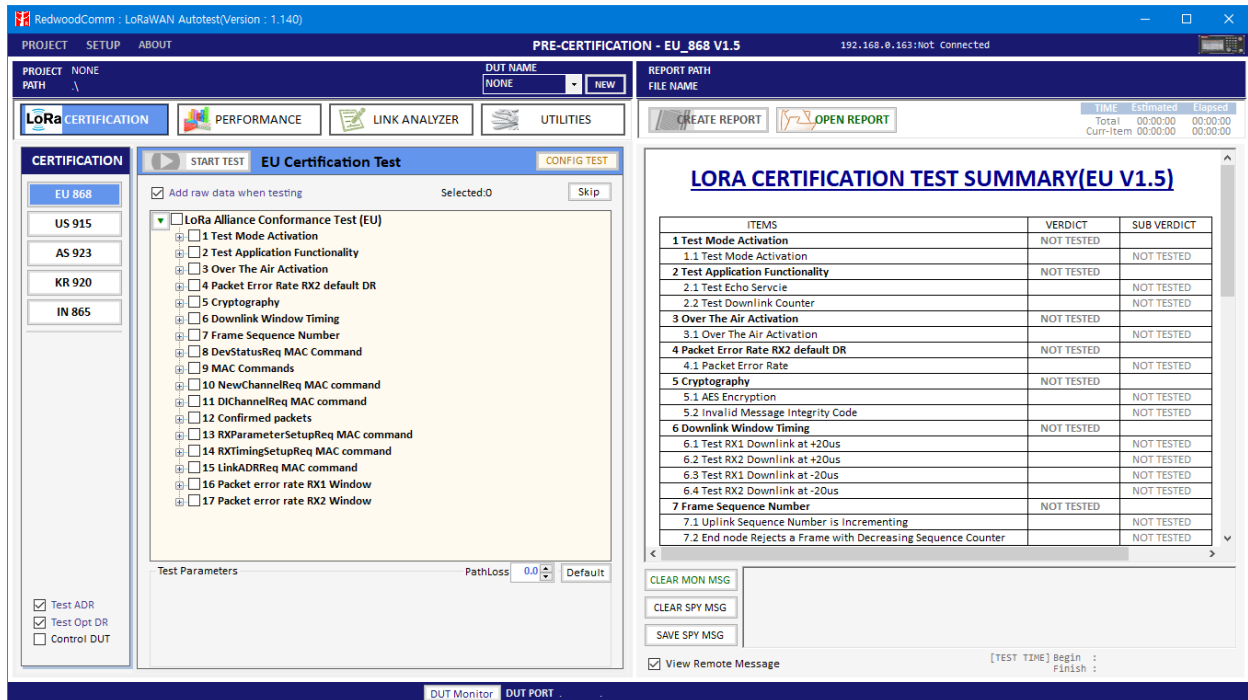 RedwoodComm : LoRaWAN Autotest(Version : 1.140)
PROJECT SETUP ABOUT
PRE-CERTIFICATION - EU_868 V1.5
192.168.0.163:Not Connected
PROJECT NONE
PATH .\
DUT NAME
NONE
NEW
REPORT PATH
FILE NAME
LoRa CERTIFICATION
PERFORMANCE
LINK ANALYZER
UTILITIES
CREATE REPORT
OPEN REPORT
TIME Estimated Elapsed
Total 00:00:00 00:00:00
Curr-Item 00:00:00 00:00:00
CERTIFICATION
EU 868
US 915
AS 923
KR 920
IN 865
Test ADR
Test Opt DR
Control DUT
START TEST
EU Certification Test
CONFIG TEST
Add raw data when testing
Selected:0
Skip
LoRa Alliance Conformance Test (EU)
1 Test Mode Activation
2 Test Application Functionality
3 Over The Air Activation
4 Packet Error Rate RX2 default DR
5 Cryptography
6 Downlink Window Timing
7 Frame Sequence Number
8 DevStatusReq MAC Command
9 MAC Commands
10 NewChannelReq MAC command
11 DlChannelReq MAC command
12 Confirmed packets
13 RXParameterSetupReq MAC command
14 RXTimingSetupReq MAC command
15 LinkADRReq MAC command
16 Packet error rate RX1 Window
17 Packet error rate RX2 Window
Test Parameters
PathLoss 0.0
Default
LORA CERTIFICATION TEST SUMMARY(EU V1.5)
ITEMS VERDICT SUB VERDICT
1 Test Mode Activation NOT TESTED
1.1 Test Mode Activation NOT TESTED
2 Test Application Functionality NOT TESTED
2.1 Test Echo Servcie NOT TESTED
2.2 Test Downlink Counter NOT TESTED
3 Over The Air Activation NOT TESTED
3.1 Over The Air Activation NOT TESTED
4 Packet Error Rate RX2 default DR NOT TESTED
4.1 Packet Error Rate NOT TESTED
5 Cryptography NOT TESTED
5.1 AES Encryption NOT TESTED
5.2 Invalid Message Integrity Code NOT TESTED
6 Downlink Window Timing NOT TESTED
6.1 Test RX1 Downlink at +20us NOT TESTED
6.2 Test RX2 Downlink at +20us NOT TESTED
6.3 Test RX1 Downlink at -20us NOT TESTED
6.4 Test RX2 Downlink at -20us NOT TESTED
7 Frame Sequence Number NOT TESTED
7.1 Uplink Sequence Number is Incrementing NOT TESTED
7.2 End node Rejects a Frame with Decreasing Sequence Counter NOT TESTED
CLEAR MON MSG
CLEAR SPY MSG
SAVE SPY MSG
View Remote Message
[TEST TIME] Begin :
Finish :
DUT Monitor DUT PORT . .